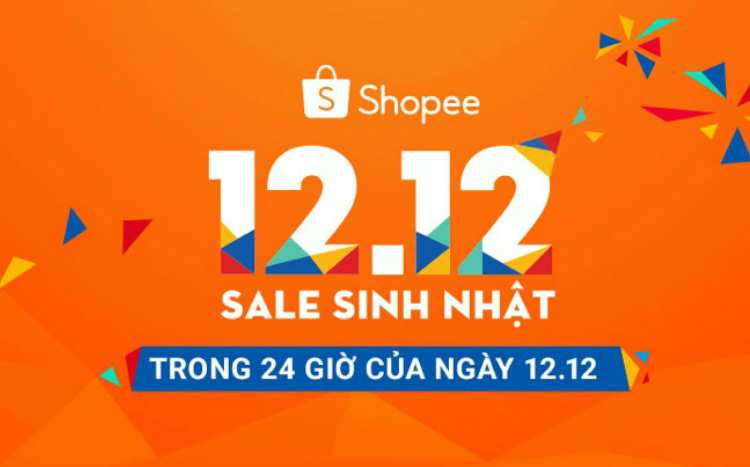 S Shopee
12.12
SALE SINH NHẬT
TRONG 24 GIỜ CỦA NGÀY 12.12